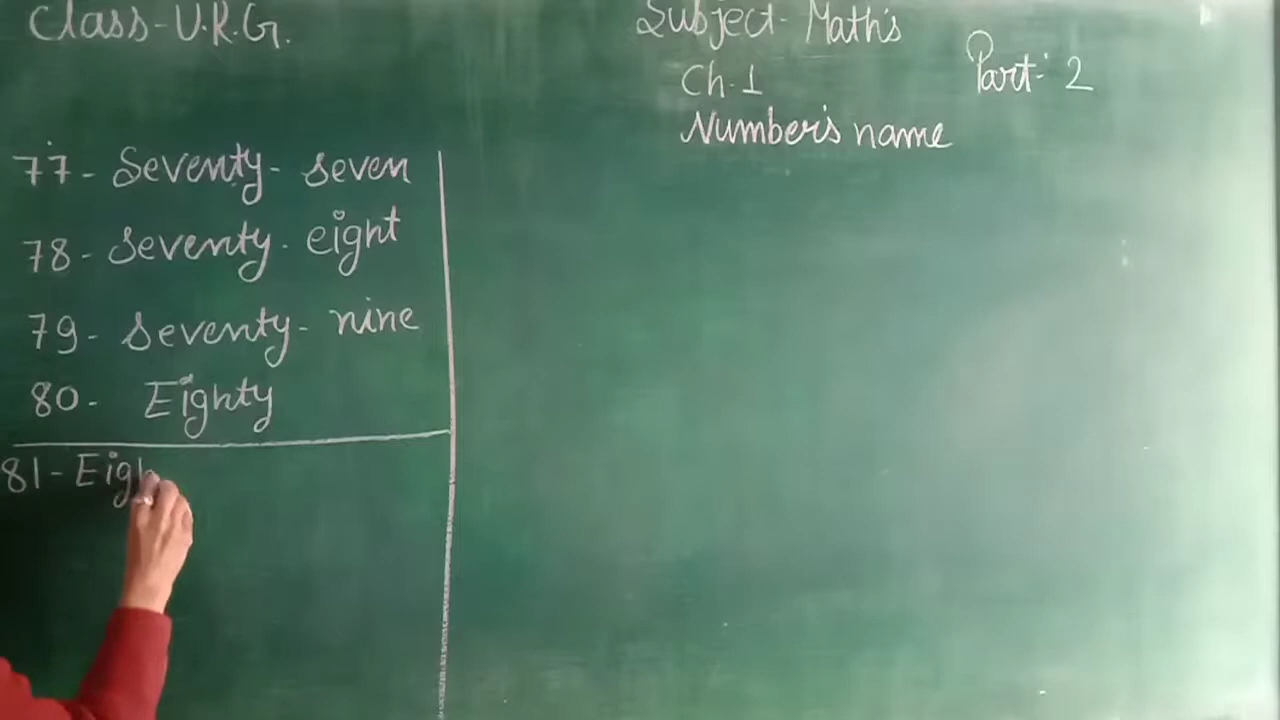 Class-U.K.G.
Subject- Math's
Ch.1
Part- 2
Number's name
77- Seventy- seven
78- Seventy- eight
79- Seventy- nine
80- Eighty
81- Eigh